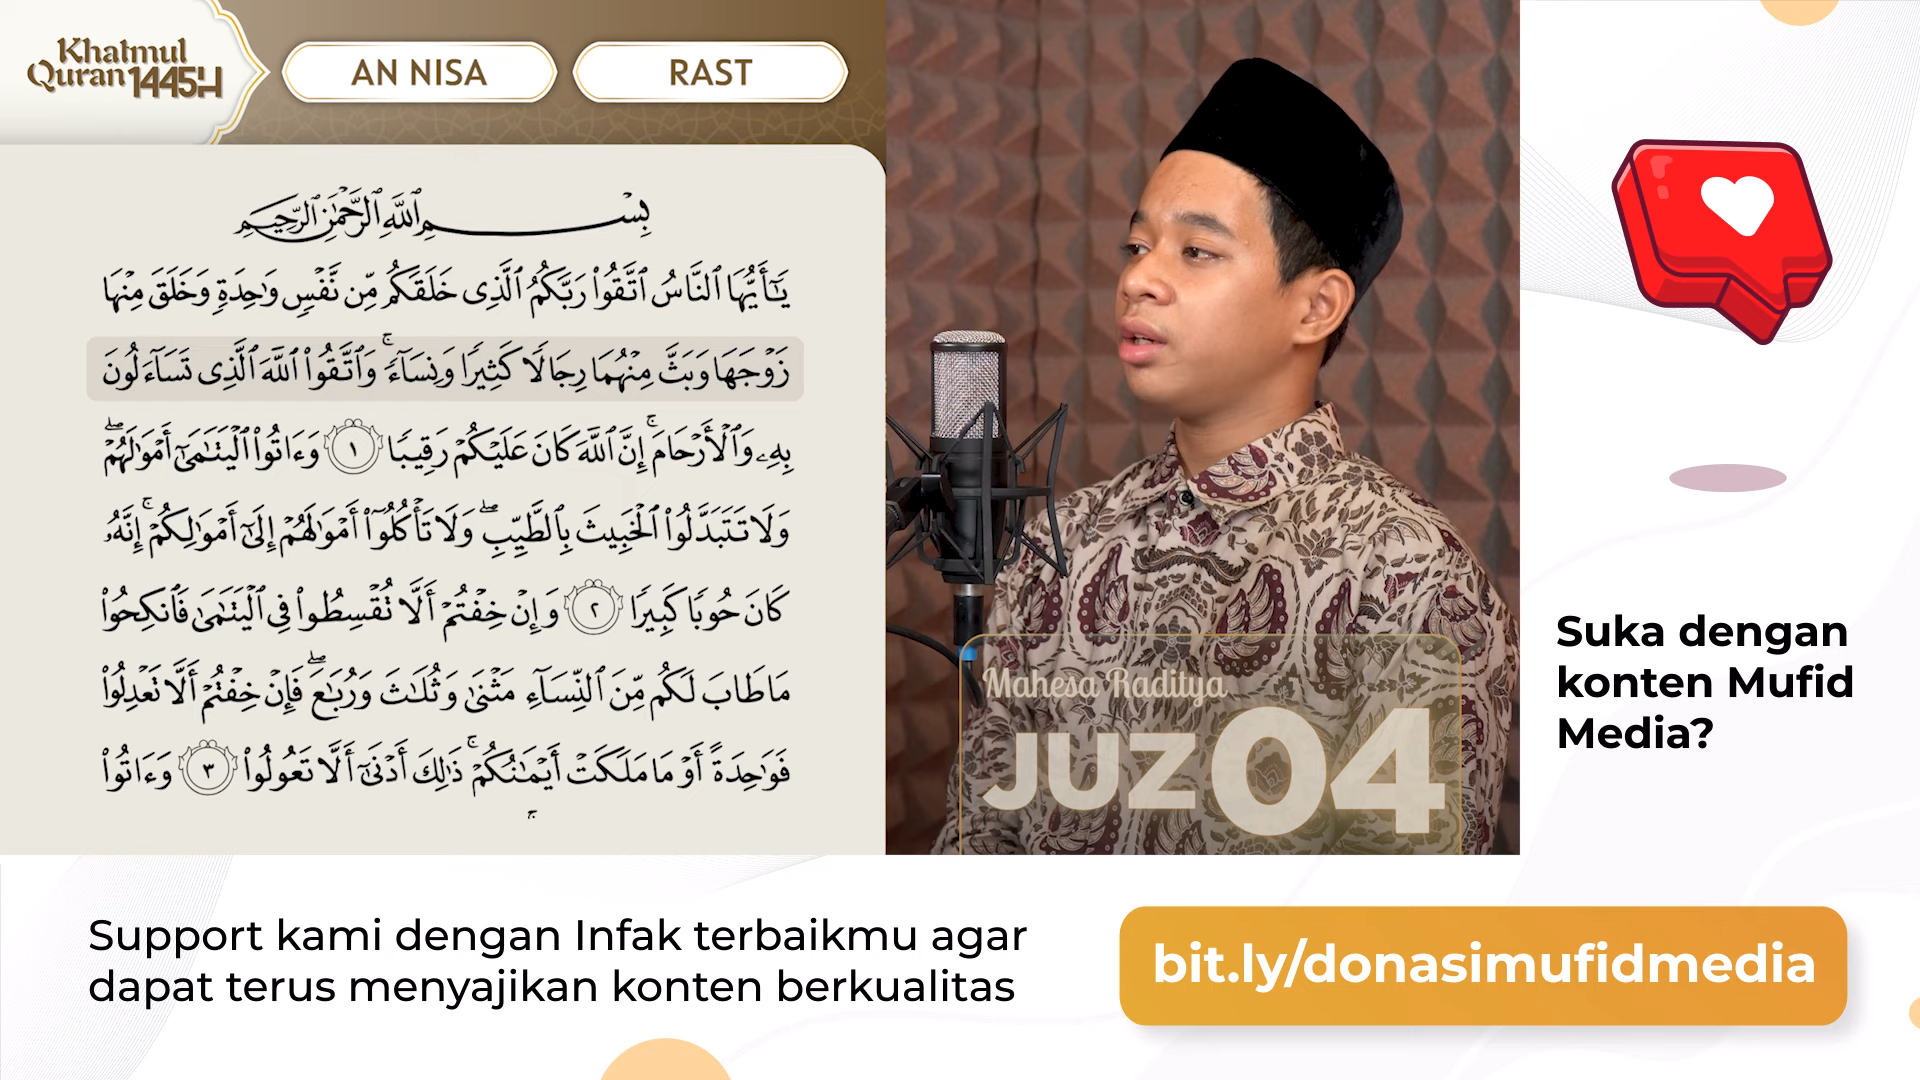 Khatmul
Quran 1445H
AN NISA
RAST
بِسْمِ ٱللَّهِ ٱلرَّحْمَٰنِ ٱلرَّحِيمِ
يَٰٓأَيُّهَا ٱلنَّاسُ ٱتَّقُوا۟ رَبَّكُمُ ٱلَّذِى خَلَقَكُم مِّن نَّفْسٍ وَٰحِدَةٍ وَخَلَقَ مِنْهَا
زَوْجَهَا وَبَثَّ مِنْهُمَا رِجَالًا كَثِيرًا وَنِسَآءً ۚ وَٱتَّقُوا۟ ٱللَّهَ ٱلَّذِى تَسَآءَلُونَ
بِهِۦ وَٱلْأَرْحَامَ ۚ إِنَّ ٱللَّهَ كَانَ عَلَيْكُمْ رَقِيبًا ١ وَءَاتُوا۟ ٱلْيَتَٰمَىٰٓ أَمْوَٰلَهُمْ ۖ
وَلَا تَتَبَدَّلُوا۟ ٱلْخَبِيثَ بِٱلطَّيِّبِ ۖ وَلَا تَأْكُلُوٓا۟ أَمْوَٰلَهُمْ إِلَىٰٓ أَمْوَٰلِكُمْ ۚ إِنَّهُۥ
كَانَ حُوبًا كَبِيرًا ٢ وَإِنْ خِفْتُمْ أَلَّا تُقْسِطُوا۟ فِى ٱلْيَتَٰمَىٰ فَٱنكِحُوا۟
مَا طَابَ لَكُم مِّنَ ٱلنِّسَآءِ مَثْنَىٰ وَثُلَٰثَ وَرُبَٰعَ ۖ فَإِنْ خِفْتُمْ أَلَّا تَعْدِلُوا۟
فَوَٰحِدَةً أَوْ مَا مَلَكَتْ أَيْمَٰنُكُمْ ۚ ذَٰلِكَ أَدْنَىٰٓ أَلَّا تَعُولُوا۟ ٣ وَءَاتُوا۟
Mahesa Raditya
JUZ 04
Suka dengan
konten Mufid
Media?
Support kami dengan Infak terbaikmu agar
dapat terus menyajikan konten berkualitas
bit.ly/donasimufidmedia